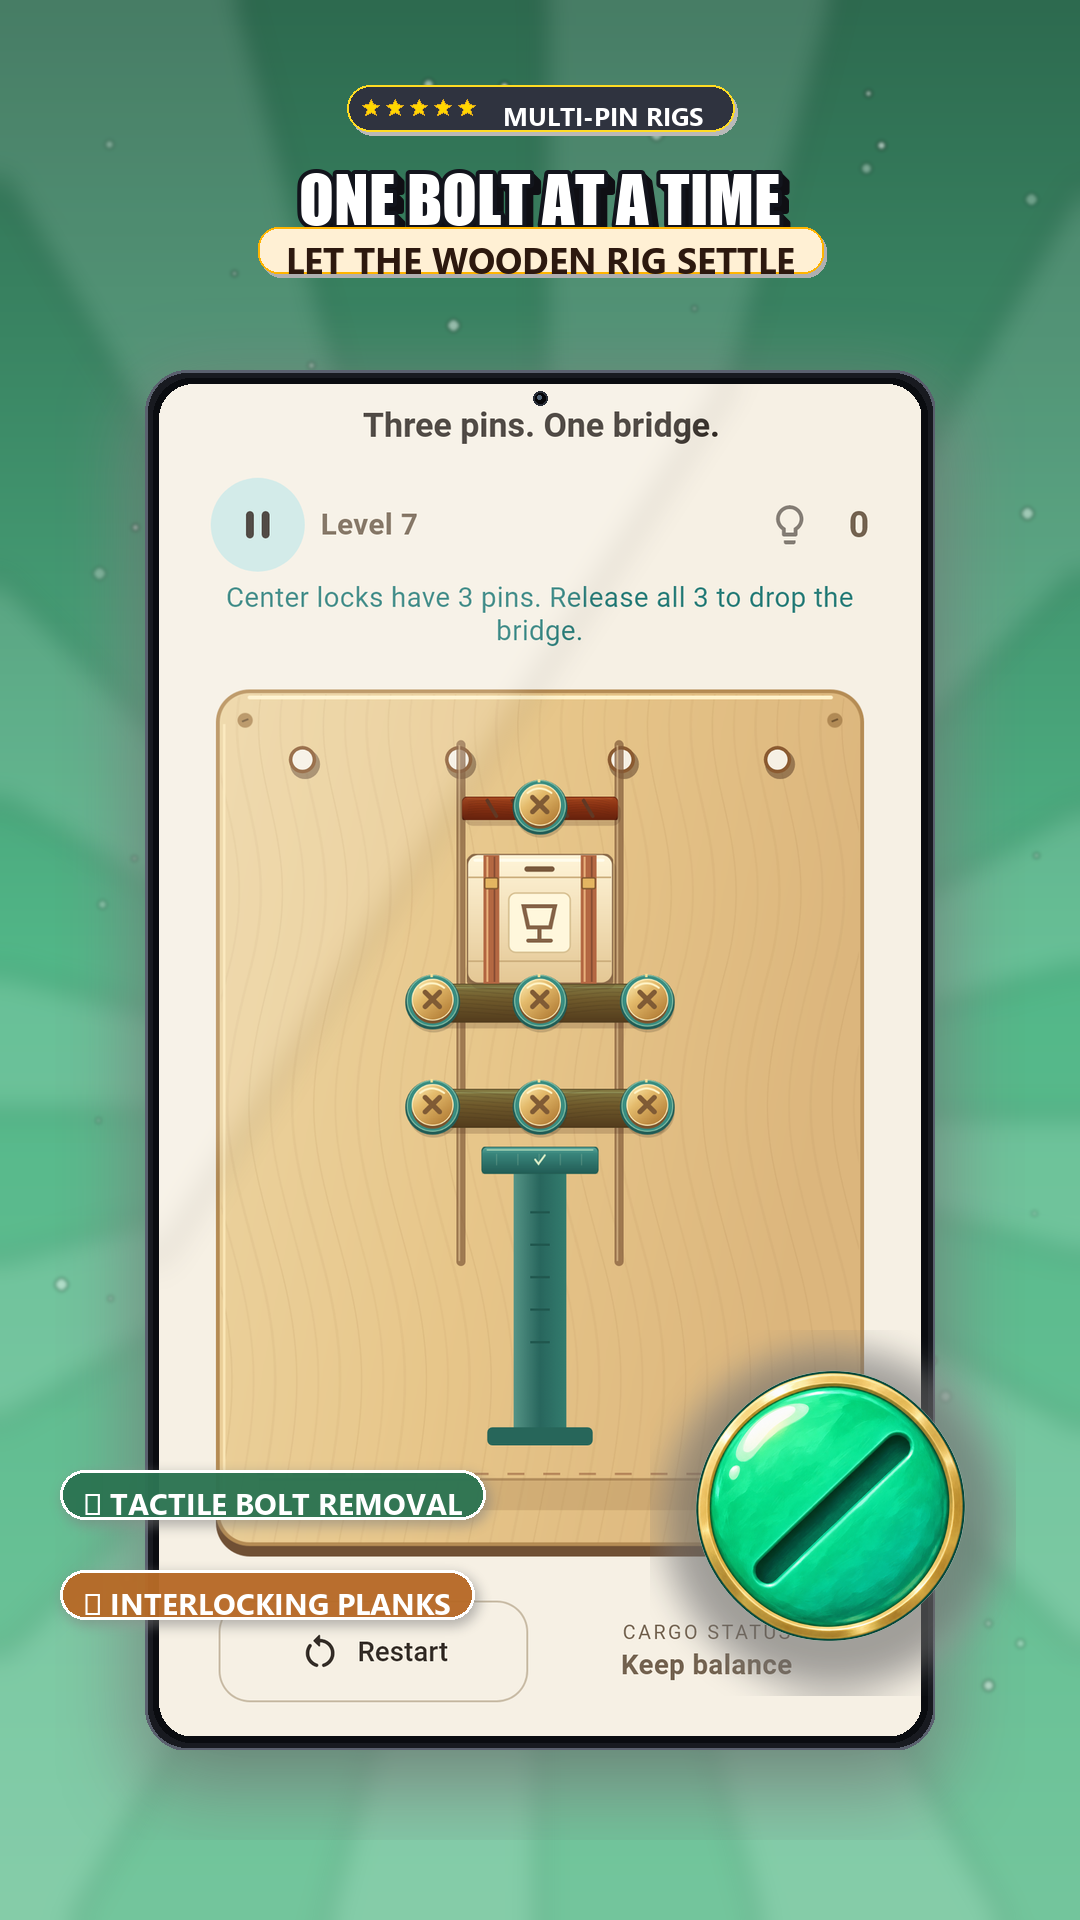 ★★★★★ MULTI-PIN RIGS
ONE BOLT AT A TIME
LET THE WOODEN RIG SETTLE
Three pins. One bridge.
Level 7
0
Center locks have 3 pins. Release all 3 to drop the
bridge.
TACTILE BOLT REMOVAL
INTERLOCKING PLANKS
Restart
CARGO STATUS
Keep balance